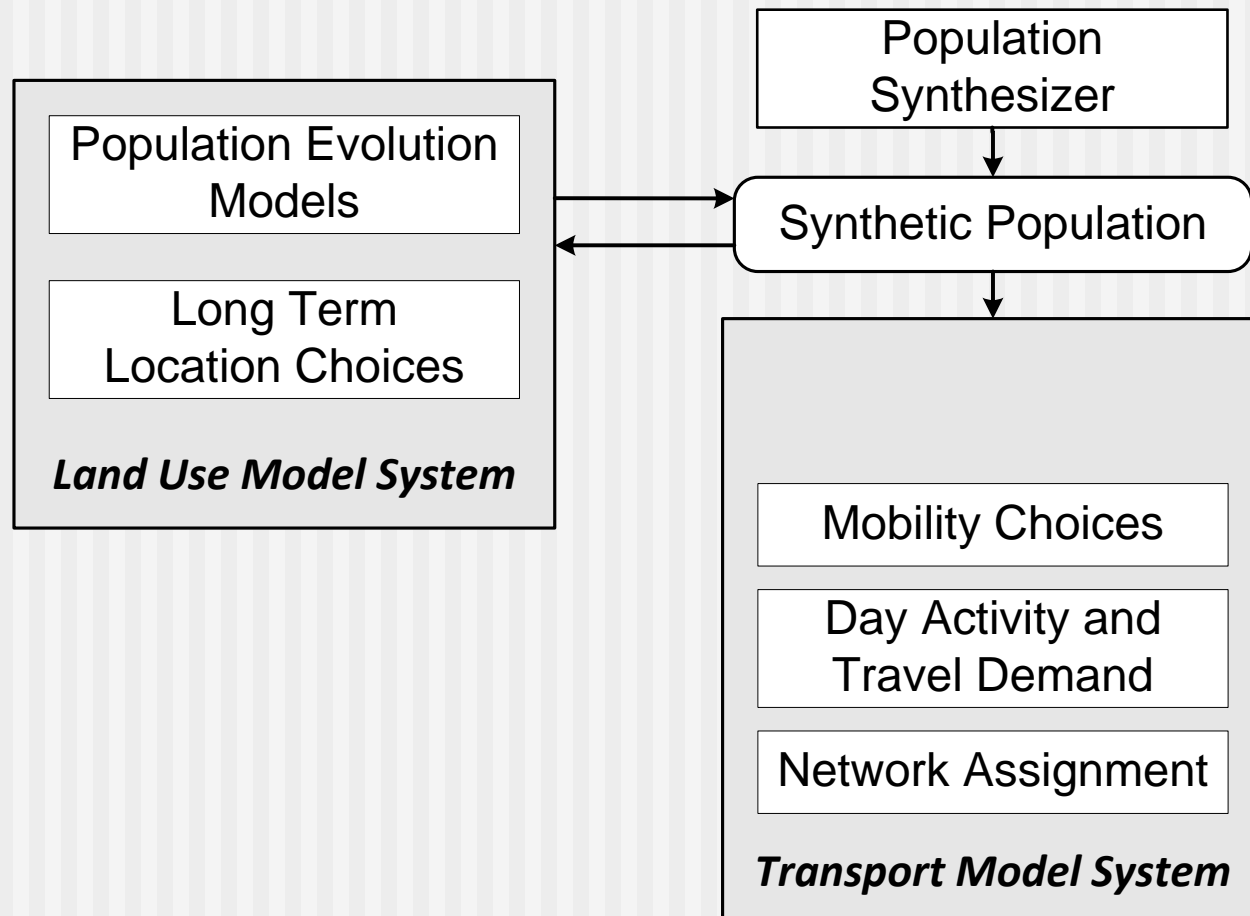 Population
Synthesizer
Population Evolution
Models
Synthetic Population
Long Term
Location Choices
Land Use Model System
Mobility Choices
Day Activity and
Travel Demand
Network Assignment
Transport Model System